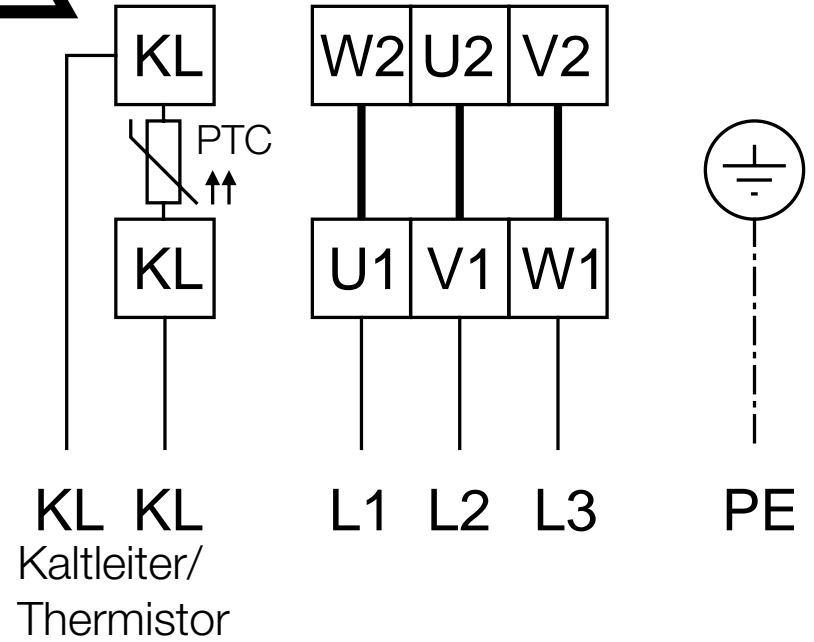 KL W2 U2 V2
PTC
KL U1 V1 W1
KL KL L1 L2 L3 PE
Kaltleiter/
Thermistor